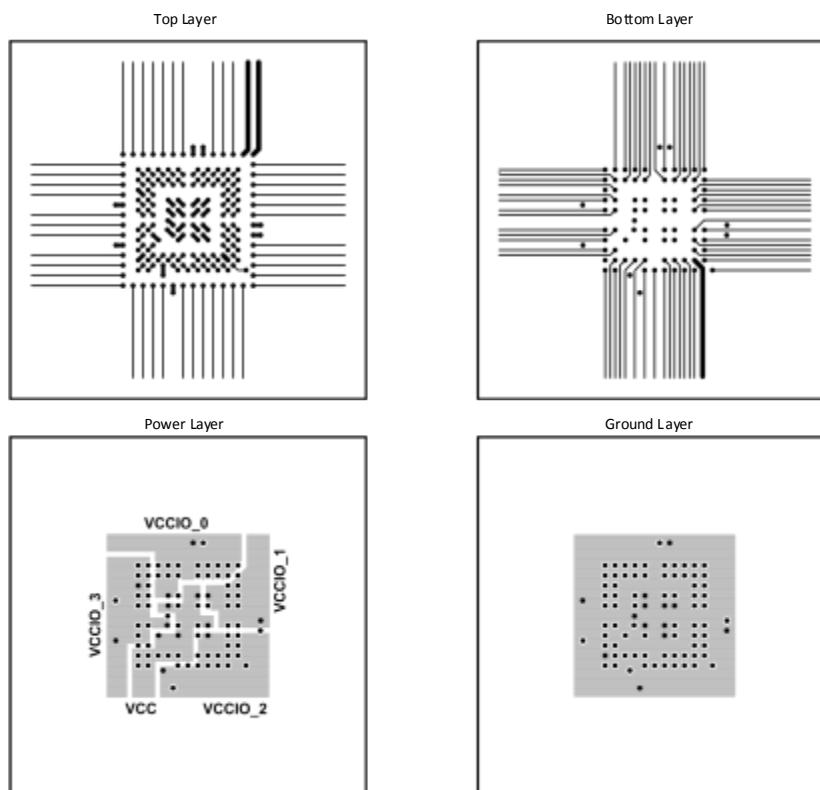 Top Layer
Bottom Layer
Power Layer
Ground Layer
VCCIO_0
VCCIO_1
VCCIO_3
VCC
VCCIO_2